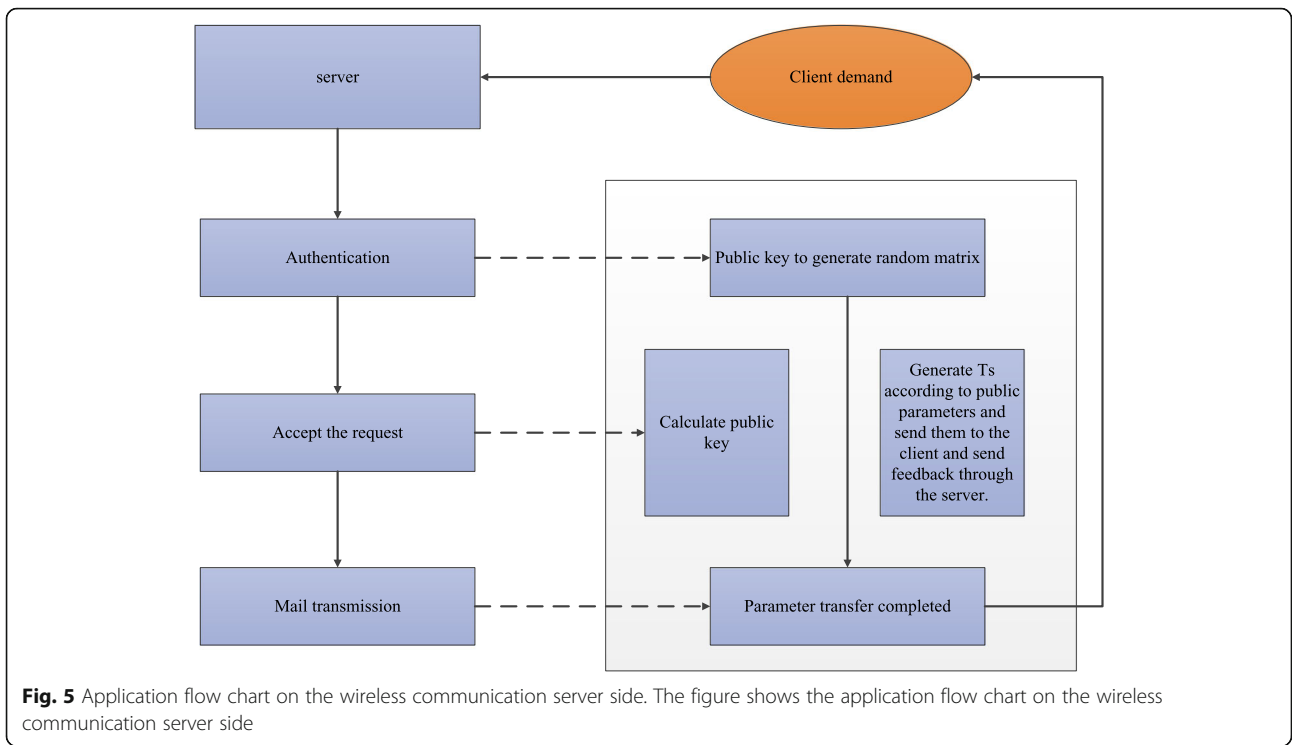 server
Client demand
Authentication
Public key to generate random matrix
Accept the request
Calculate public
key
Generate Ts
according to public
parameters and
send them to the
client and send
feedback through
the server.
Mail transmission
Parameter transfer completed
Fig. 5 Application flow chart on the wireless communication server side. The figure shows the application flow chart on the wireless
communication server side